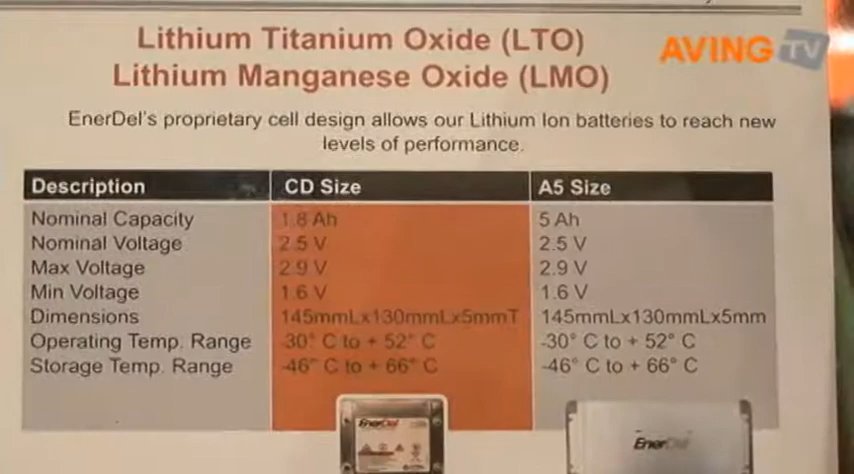 Lithium Titanium Oxide (LTO)
AVING TV
Lithium Manganese Oxide (LMO)
EnerDel's proprietary cell design allows our Lithium Ion batteries to reach new
levels of performance.
Description CD Size A5 Size
Nominal Capacity 1.8 Ah 5 Ah
Nominal Voltage 2.5 V 2.5 V
Max Voltage 2.9 V 2.9 V
Min Voltage 1.6 V 1.6 V
Dimensions 145mmLx130mmLx5mmT 145mmLx130mmLx5mm
Operating Temp. Range -30° C to + 52° C -30° C to + 52° C
Storage Temp. Range -46° C to + 66° C -46° C to + 66° C
EnerDel EnerDel